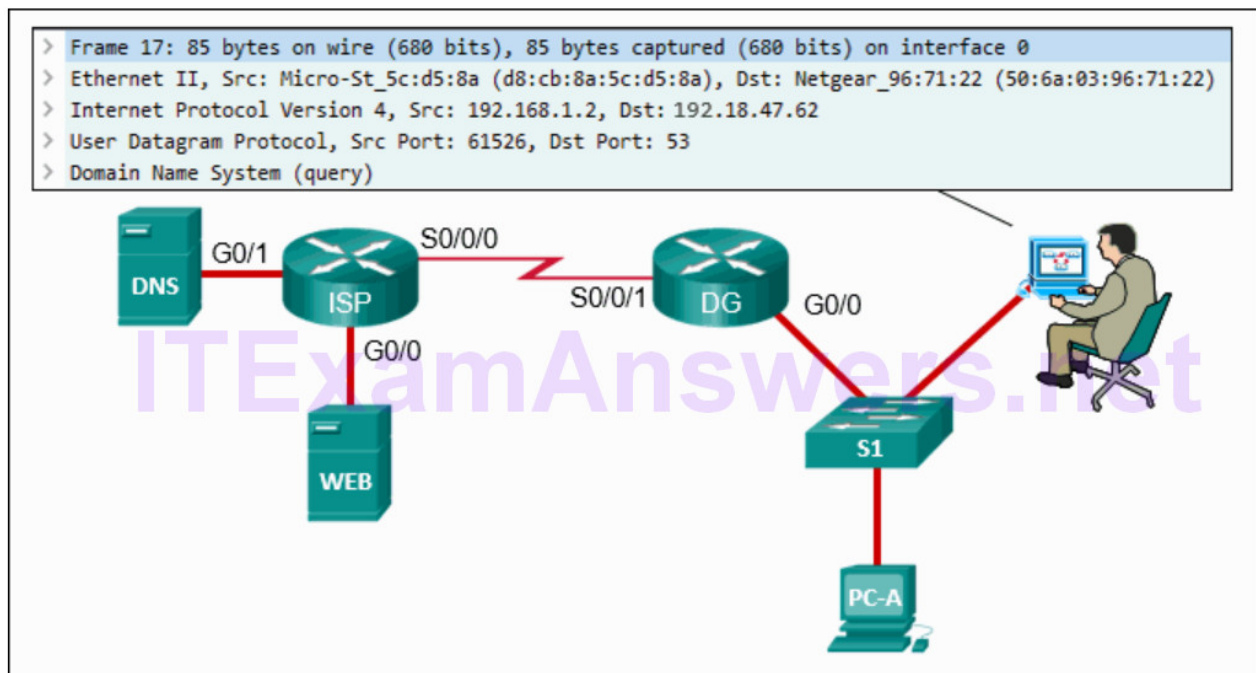 > Frame 17: 85 bytes on wire (680 bits), 85 bytes captured (680 bits) on interface 0
> Ethernet II, Src: Micro-St_5c:d5:8a (d8:cb:8a:5c:d5:8a), Dst: Netgear_96:71:22 (50:6a:03:96:71:22)
> Internet Protocol Version 4, Src: 192.168.1.2, Dst: 192.18.47.62
> User Datagram Protocol, Src Port: 61526, Dst Port: 53
> Domain Name System (query)
DNS
G0/1
ISP
S0/0/0
S0/0/1
DG
G0/0
G0/0
ITExamAnswers.net
WEB
S1
PC-A